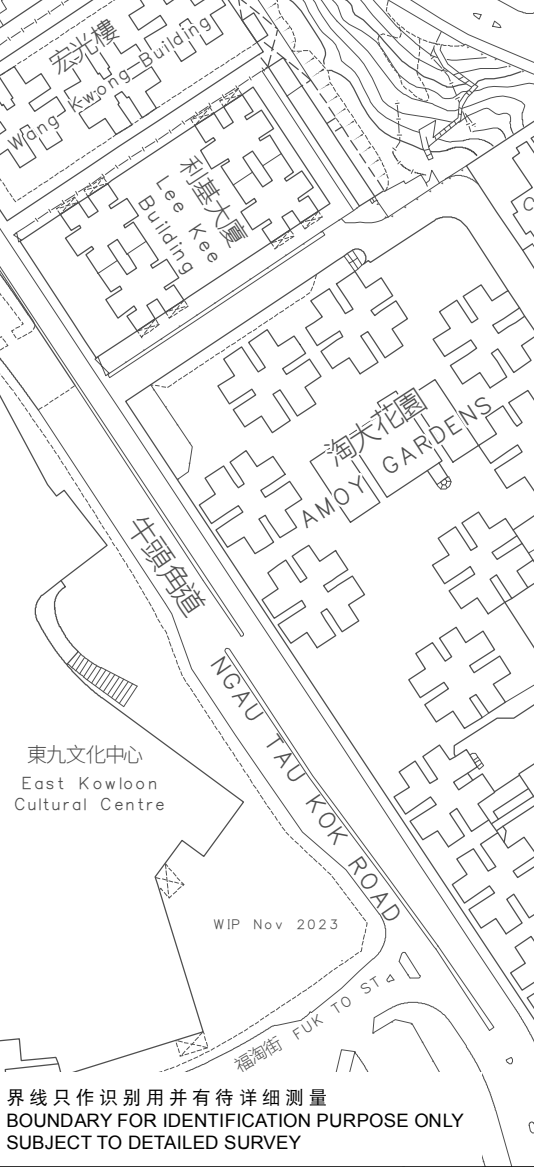 宏光樓
Wang Kwong Building
利基大廈
Lee Kee
Building
淘大花園
AMOY GARDENS
牛頭角道
NGAU TAU KOK ROAD
東九文化中心
East Kowloon
Cultural Centre
WIP Nov 2023
福淘街 FUK TO ST
界线只作识别用并有待详细测量
BOUNDARY FOR IDENTIFICATION PURPOSE ONLY
SUBJECT TO DETAILED SURVEY